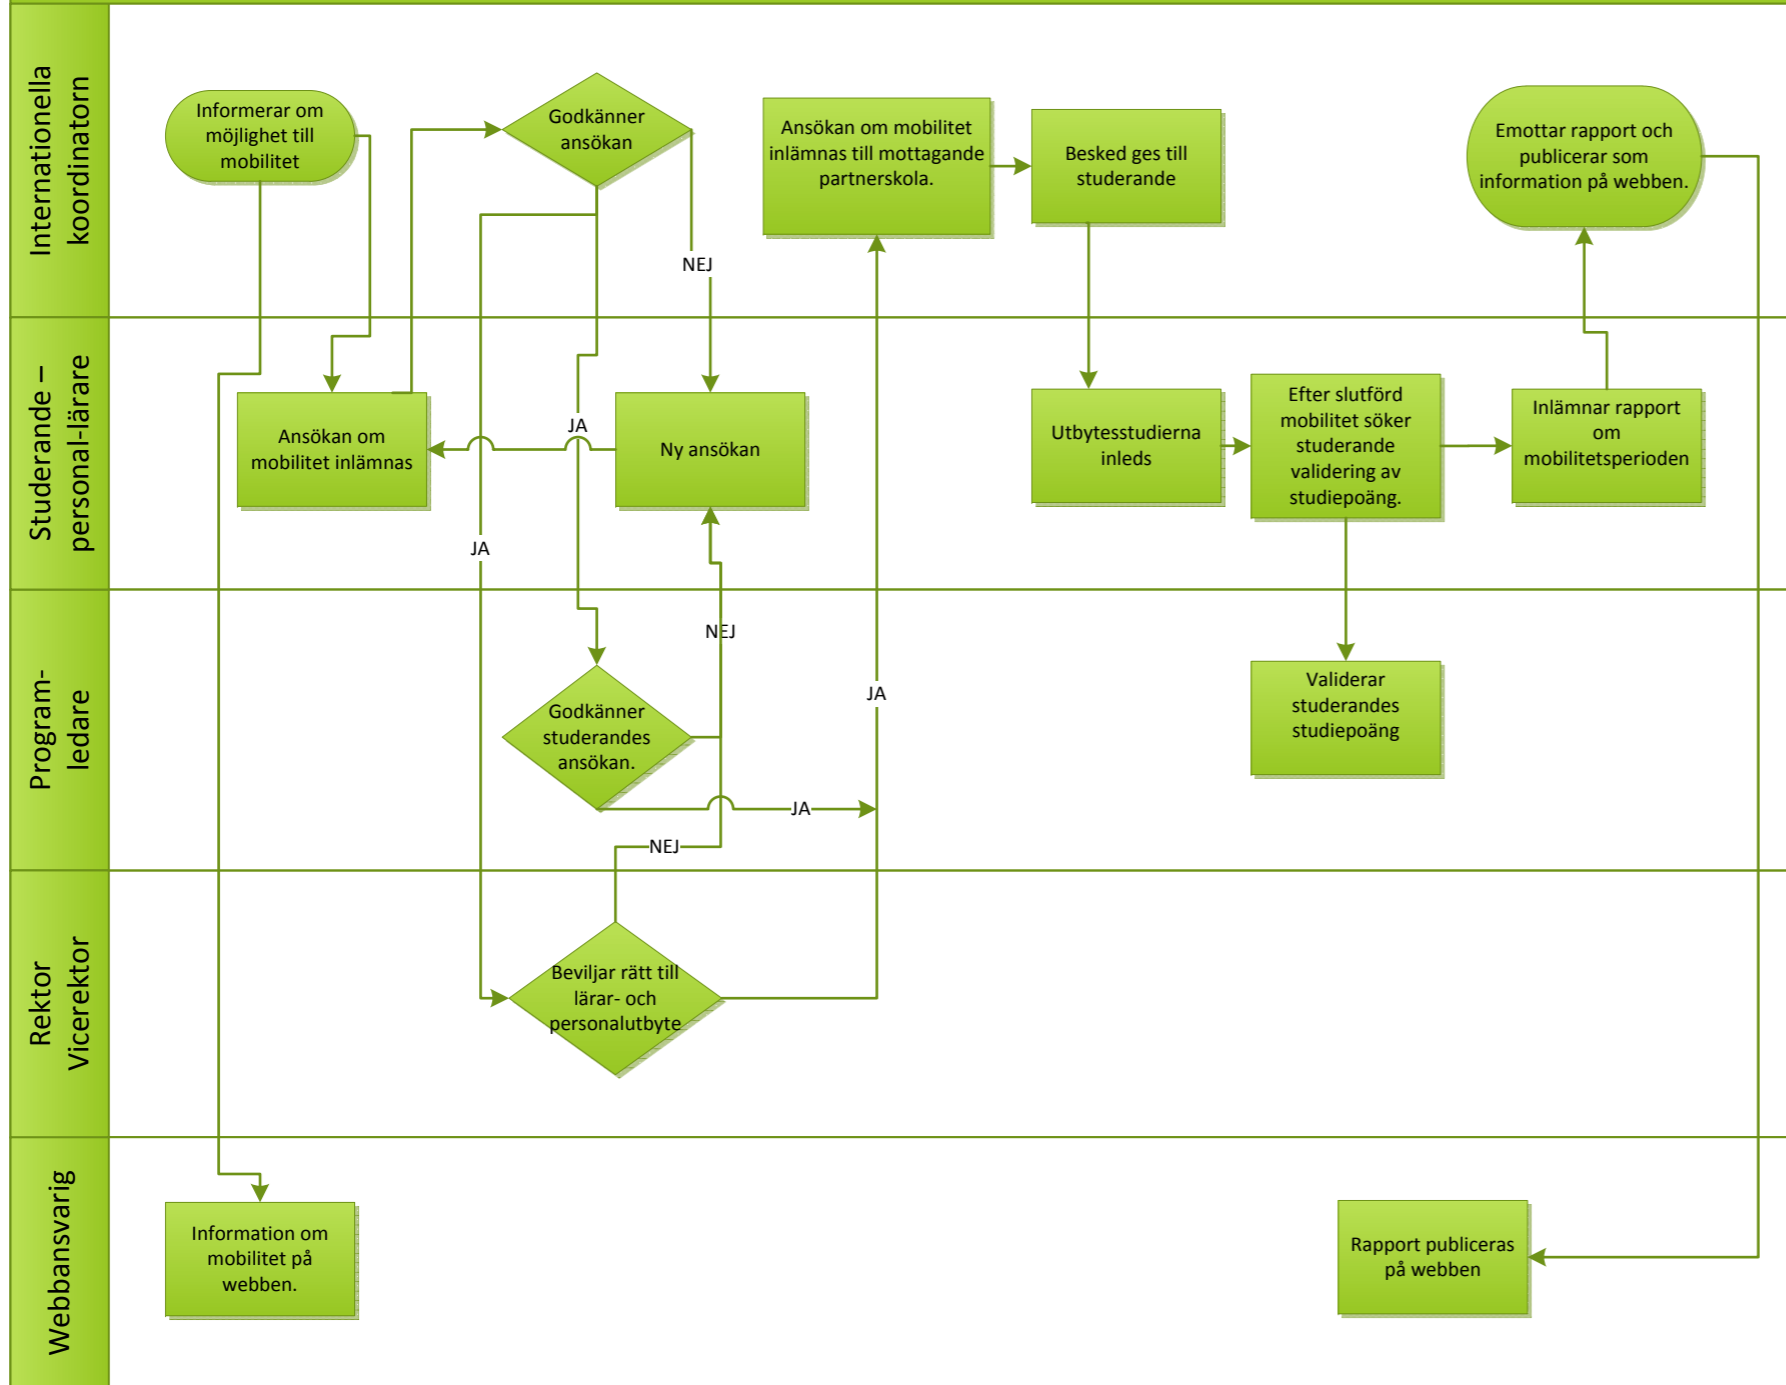 Internationella
koordinatorn
Informerar om
möjlighet till
mobilitet
Godkänner
ansökan
NEJ
Ansökan om mobilitet
inlämnas till mottagande
partnerskola.
Besked ges till
studerande
Emottar rapport och
publicerar som
information på webben.
Studerande –
personal-lärare
Ansökan om
mobilitet inlämnas
JA
JA
Ny ansökan
Utbytesstudierna
inleds
Efter slutförd
mobilitet söker
studerande
validering av
studiepoäng.
Inlämnar rapport
om
mobilitetsperioden
Program-
ledare
NEJ
Godkänner
studerandes
ansökan.
JA
JA
NEJ
Validerar
studerandes
studiepoäng
Rektor
Vicerektor
Beviljar rätt till
lärar- och
personalutbyte
Webbansvarig
Information om
mobilitet på
webben.
Rapport publiceras
på webben